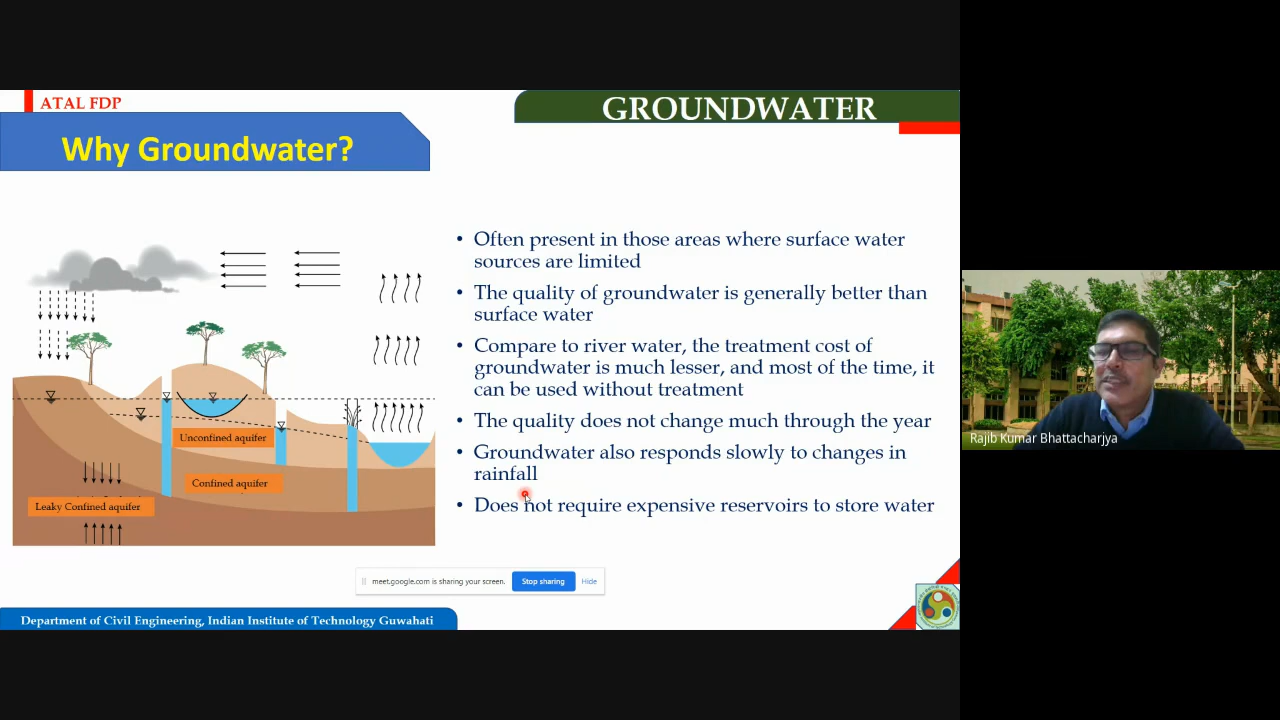 ATAL FDP
GROUNDWATER
Why Groundwater?
• Often present in those areas where surface water
sources are limited
• The quality of groundwater is generally better than
surface water
• Compare to river water, the treatment cost of
groundwater is much lesser, and most of the time, it
can be used without treatment
• The quality does not change much through the year
• Groundwater also responds slowly to changes in
rainfall
• Does not require expensive reservoirs to store water
Unconfined aquifer
Confined aquifer
Leaky Confined aquifer
Rajib Kumar Bhattacharjya
meet.google.com is sharing your screen.
Stop sharing
Hide
Department of Civil Engineering, Indian Institute of Technology Guwahati